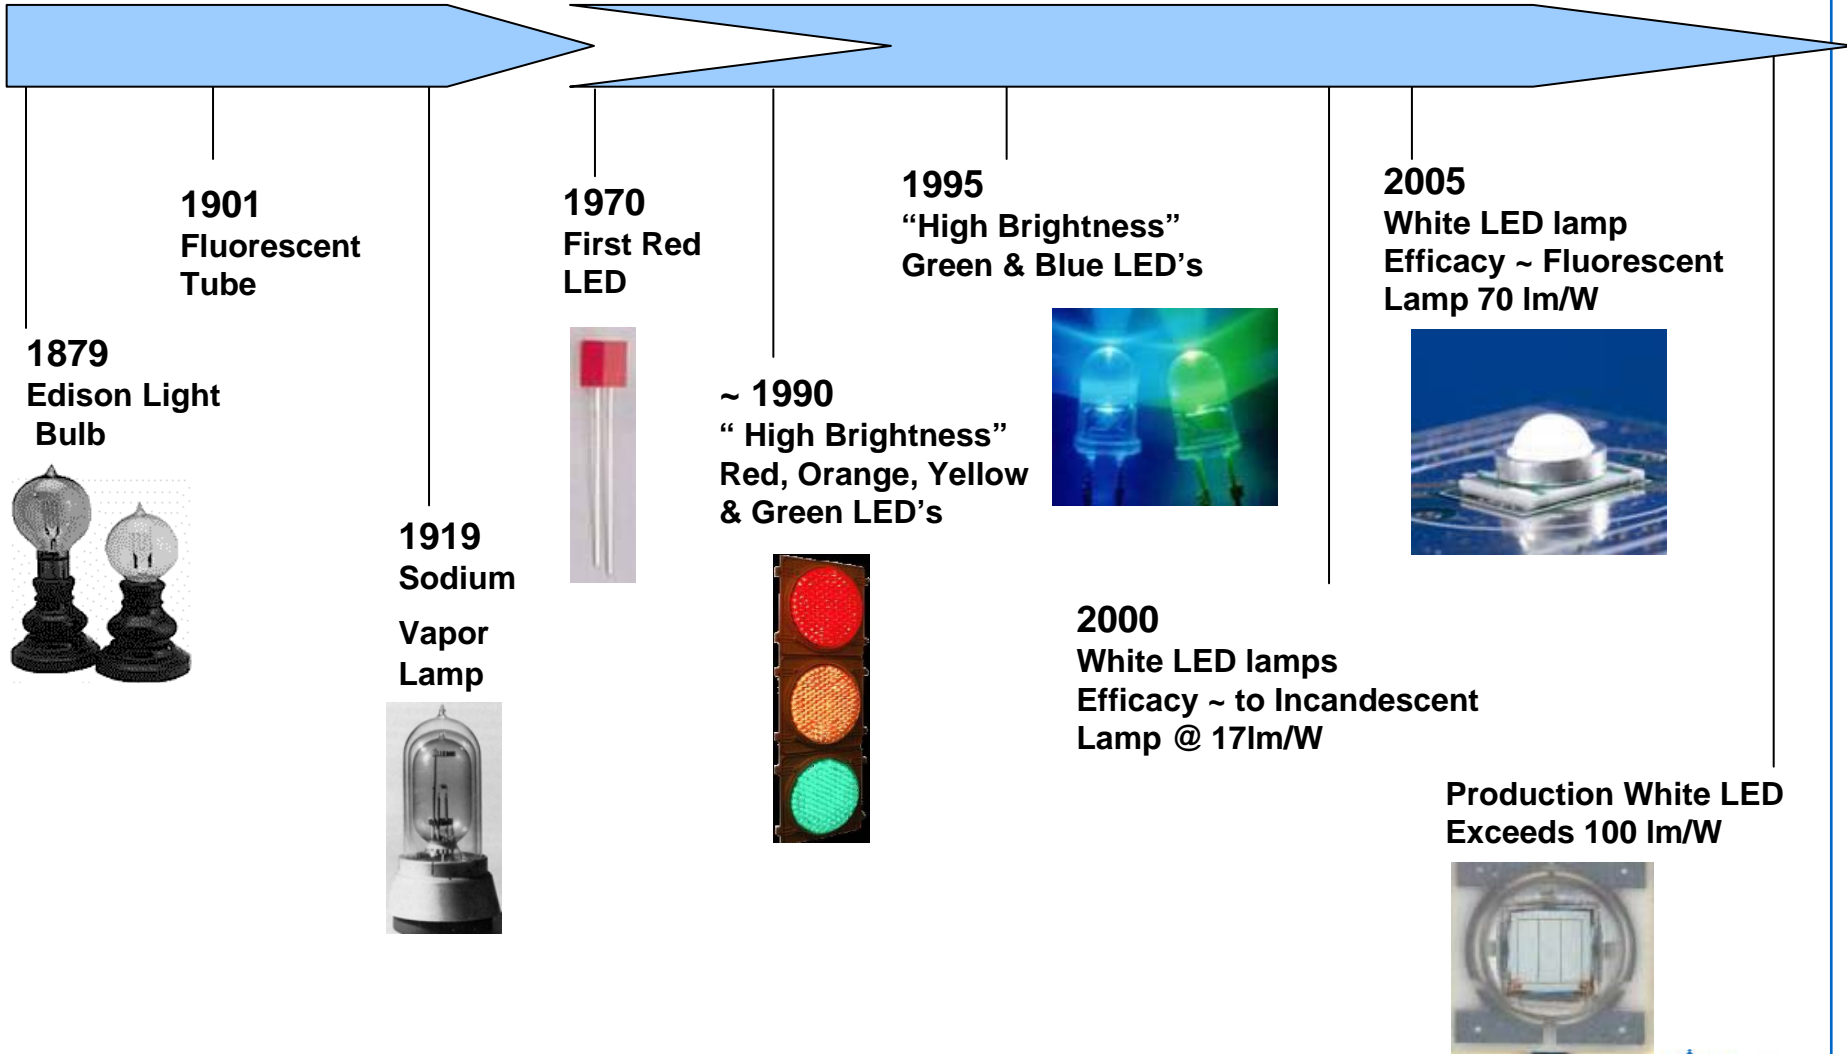 1879
Edison Light
Bulb
1901
Fluorescent
Tube
1919
Sodium
Vapor
Lamp
1970
First Red
LED
~ 1990
“ High Brightness”
Red, Orange, Yellow
& Green LED’s
1995
“High Brightness”
Green & Blue LED’s
2000
White LED lamps
Efficacy ~ to Incandescent
Lamp @ 17lm/W
2005
White LED lamp
Efficacy ~ Fluorescent
Lamp 70 lm/W
Production White LED
Exceeds 100 lm/W